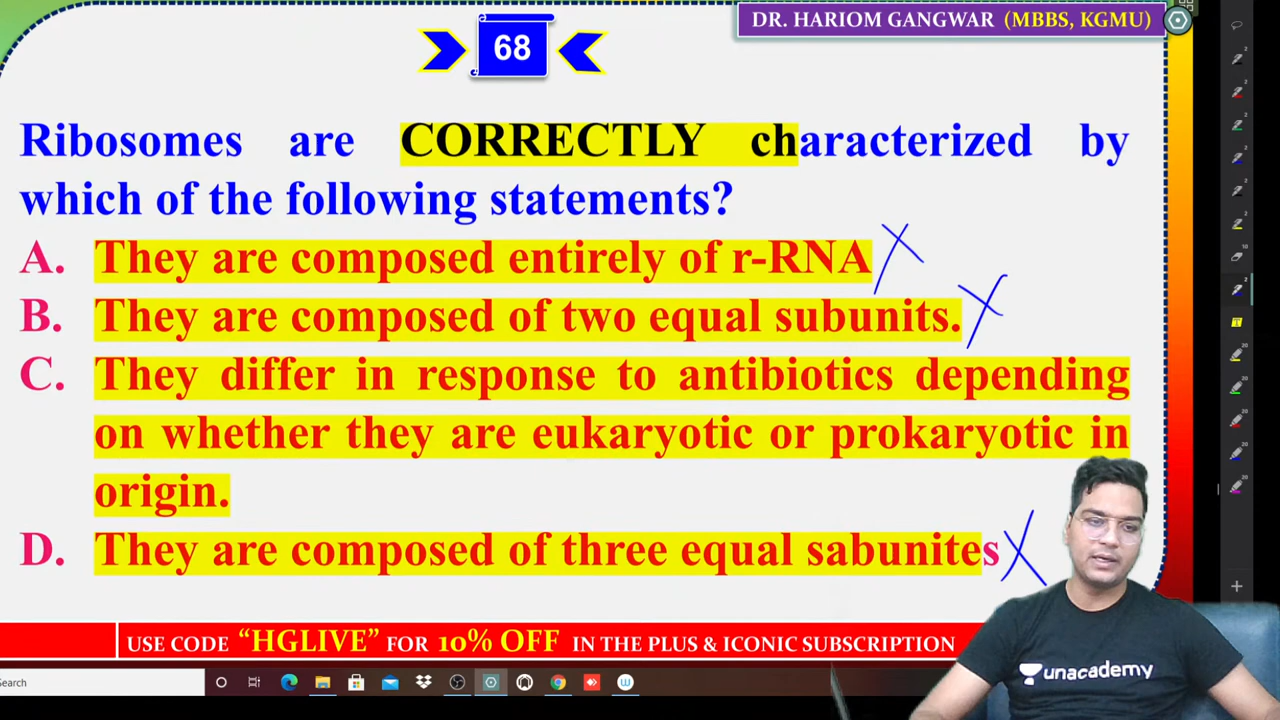 DR. HARIOM GANGWAR (MBBS, KGMU)
68
Ribosomes are CORRECTLY characterized by
which of the following statements?
A. They are composed entirely of r-RNA
B. They are composed of two equal subunits.
C. They differ in response to antibiotics depending
on whether they are eukaryotic or prokaryotic in
origin.
D. They are composed of three equal sabunites
USE CODE “HGLIVE” FOR 10% OFF IN THE PLUS & ICONIC SUBSCRIPTION
unacademy
Search